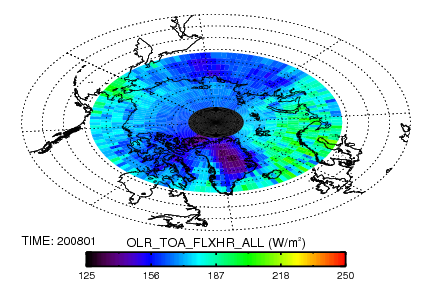 TIME: 200801
OLR_TOA_FLXHR_ALL (W/m²)
125 156 187 218 250